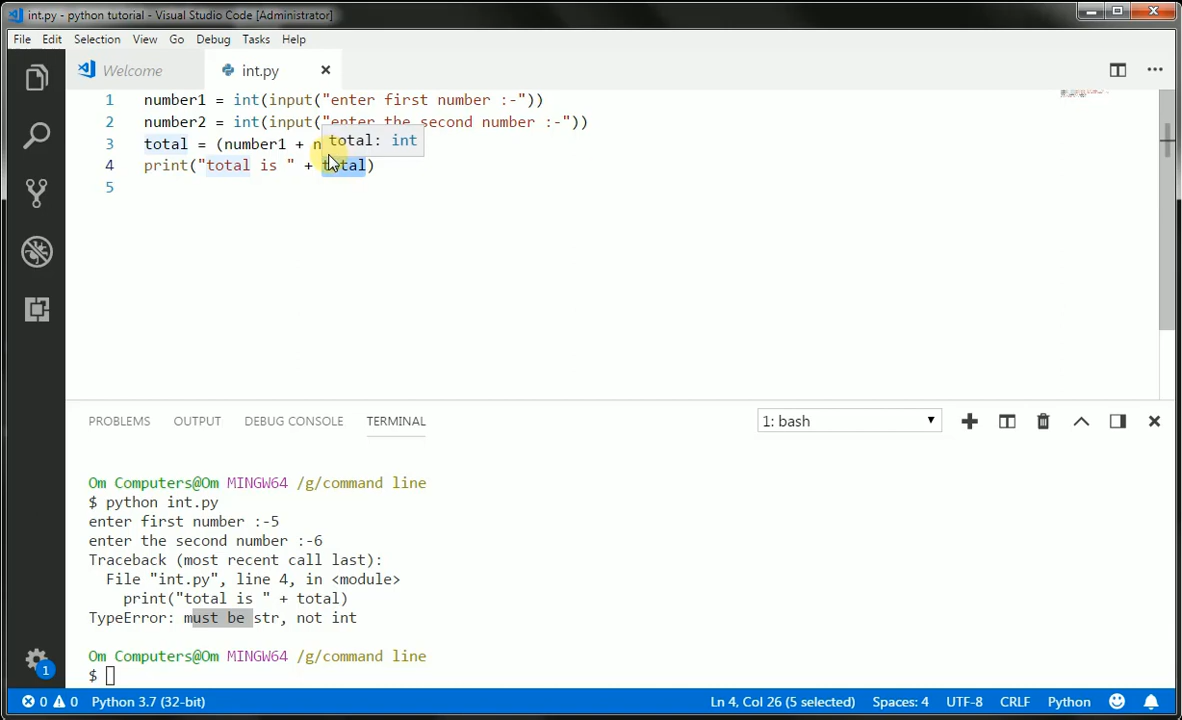 int.py - python tutorial - Visual Studio Code [Administrator]
File Edit Selection View Go Debug Tasks Help
Welcome int.py
1 number1 = int(input("enter first number :-"))
2 number2 = int(input("enter the second number :-"))
total: int
3 total = (number1 + n
4 print("total is " + total)
5
PROBLEMS OUTPUT DEBUG CONSOLE TERMINAL 1: bash
Om Computers@Om MINGW64 /g/command line
$ python int.py
enter first number :-5
enter the second number :-6
Traceback (most recent call last):
File "int.py", line 4, in <module>
print("total is " + total)
TypeError: must be str, not int
Om Computers@Om MINGW64 /g/command line
$
1
0 0 Python 3.7 (32-bit) Ln 4, Col 26 (5 selected) Spaces: 4 UTF-8 CRLF Python